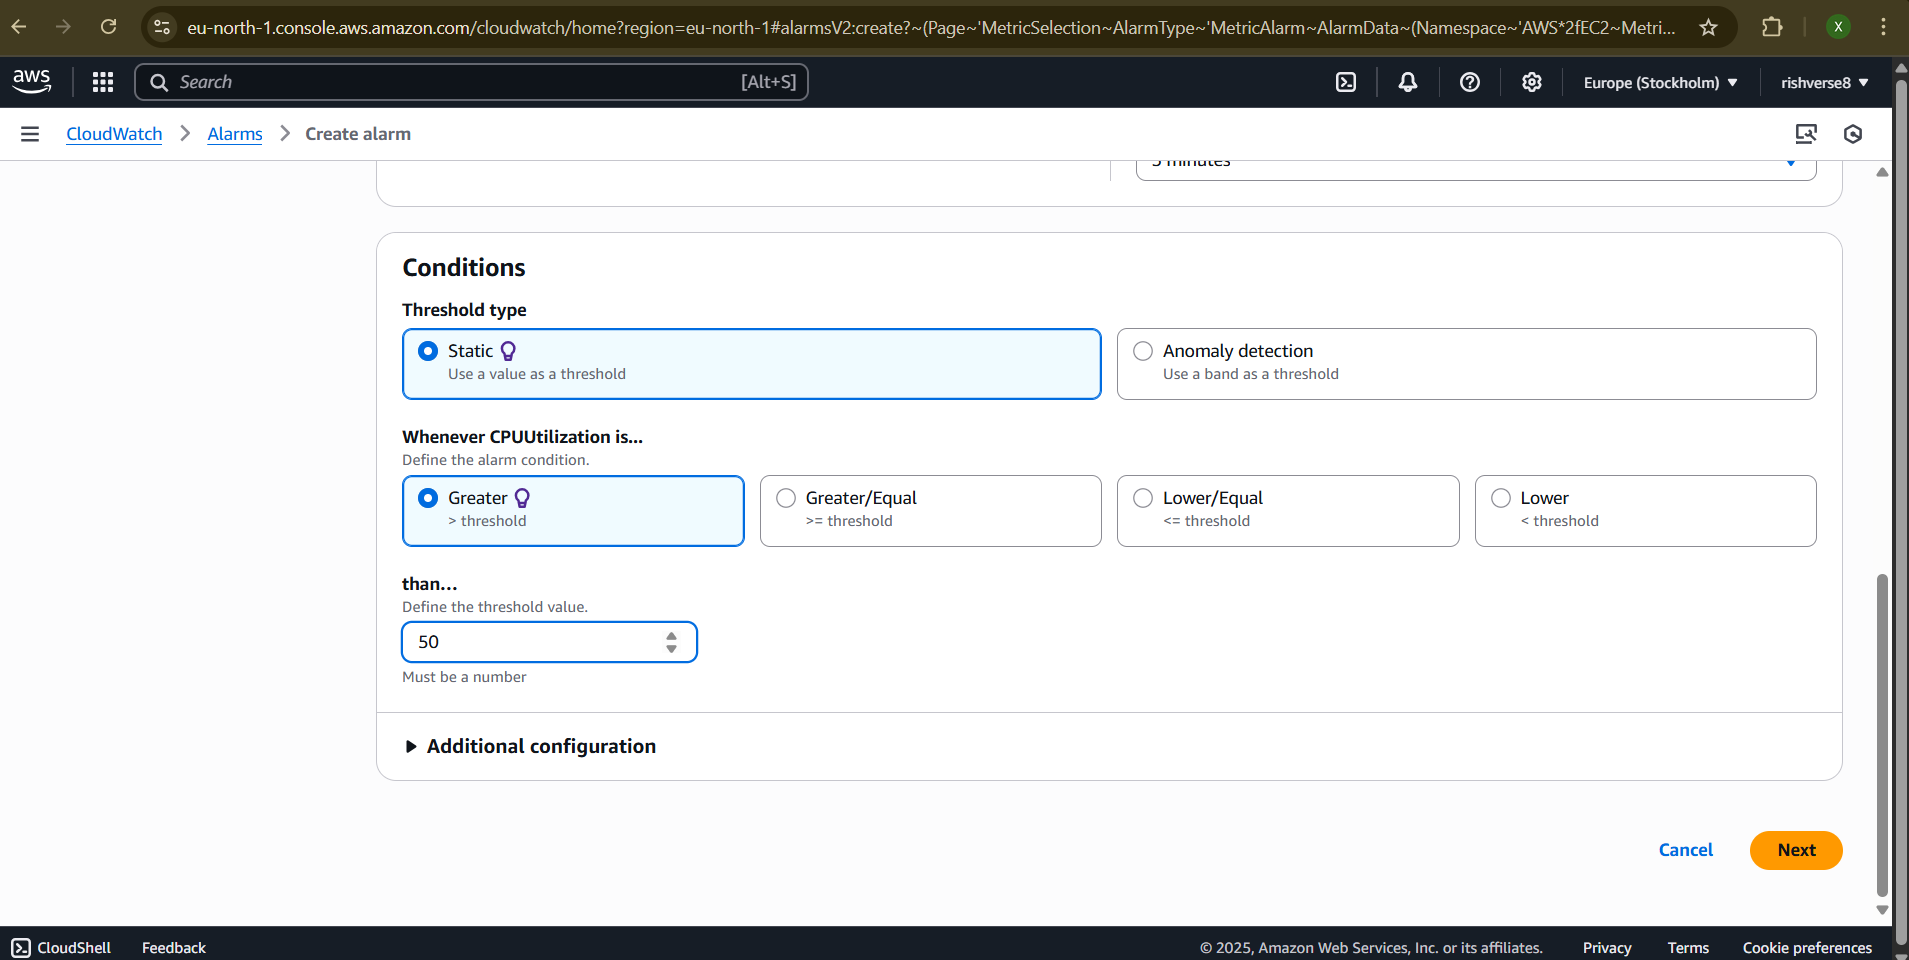 eu-north-1.console.aws.amazon.com/cloudwatch/home?region=eu-north-1#alarmsV2:create?~(Page~'MetricSelection~AlarmType~'MetricAlarm~AlarmData~(Namespace~'AWS*2fEC2~Metri...
X
aws
Search [Alt+S]
Europe (Stockholm)
rishverse8
CloudWatch
Alarms
Create alarm
5 minutes
Conditions
Threshold type
Static
Use a value as a threshold
Anomaly detection
Use a band as a threshold
Whenever CPUUtilization is...
Define the alarm condition.
Greater
> threshold
Greater/Equal
>= threshold
Lower/Equal
<= threshold
Lower
< threshold
than...
Define the threshold value.
50
Must be a number
Additional configuration
Cancel
Next
CloudShell
Feedback
© 2025, Amazon Web Services, Inc. or its affiliates.
Privacy
Terms
Cookie preferences